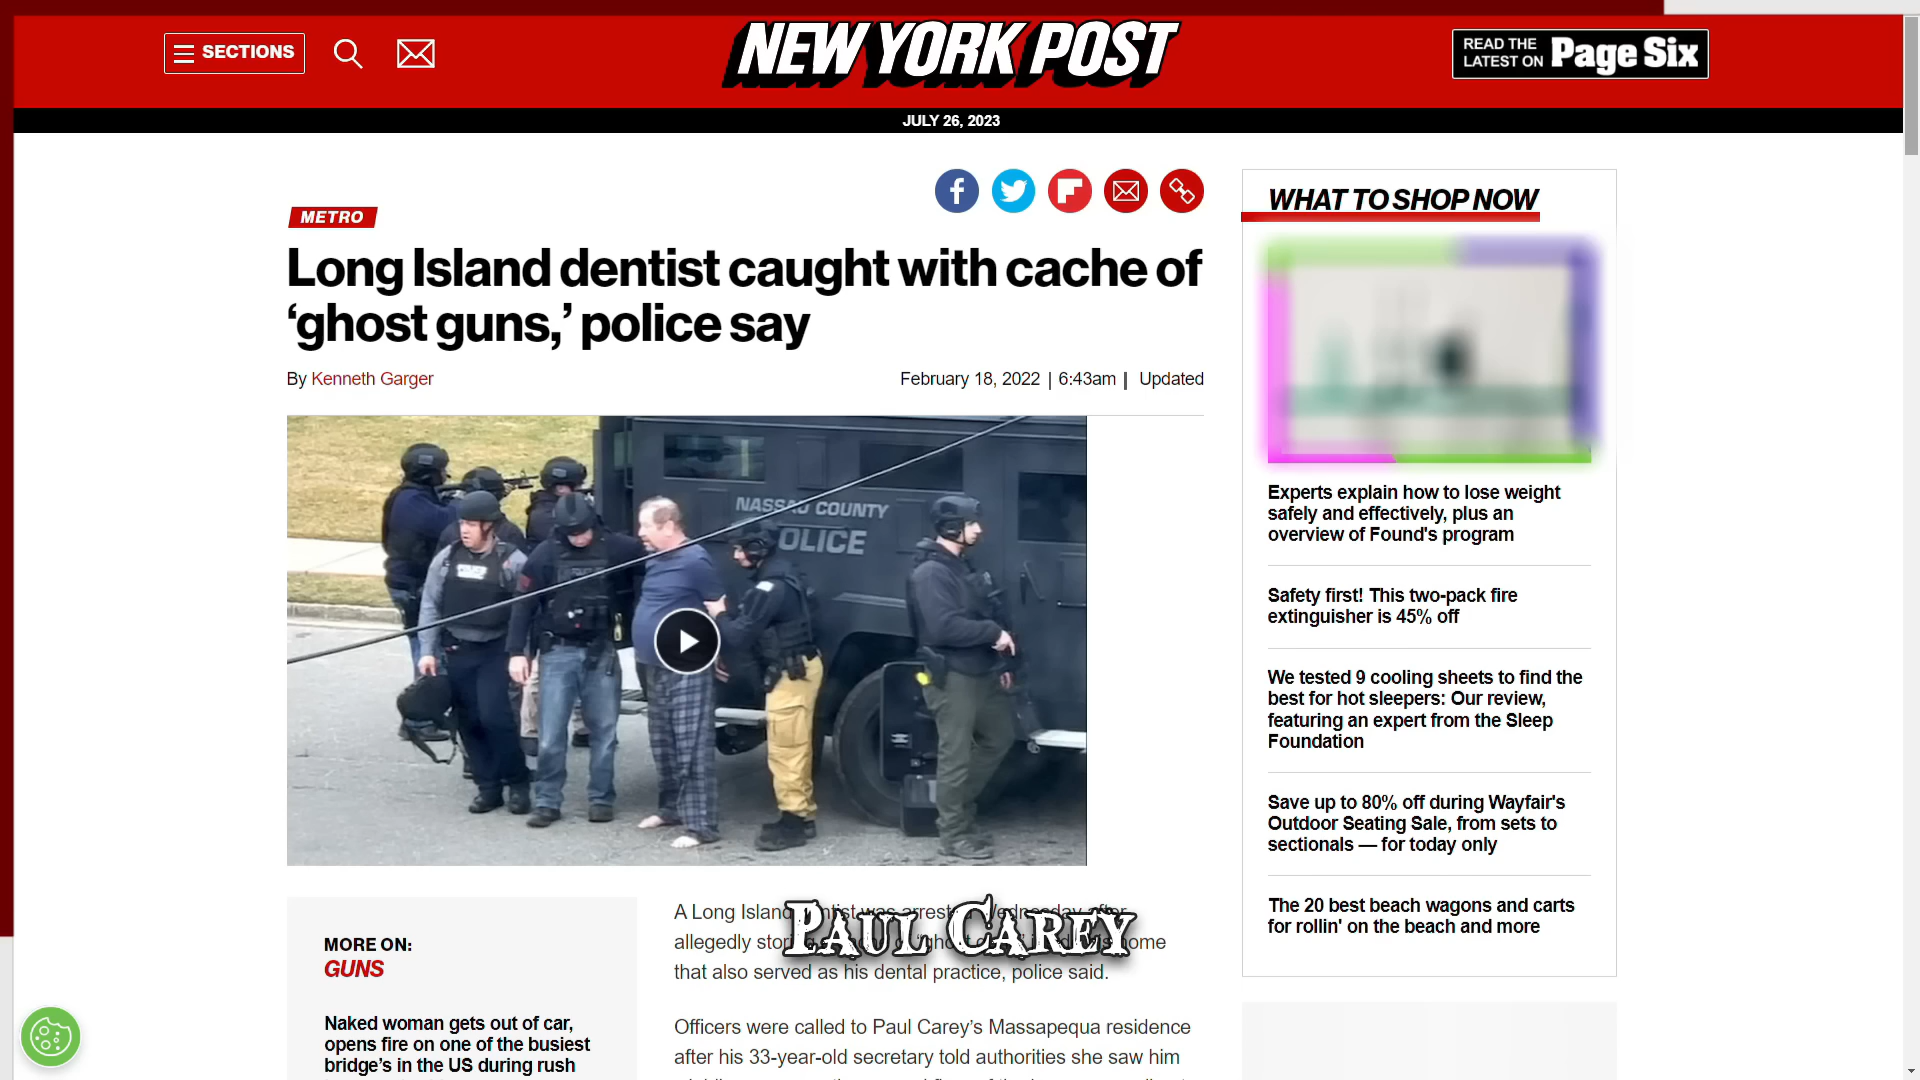 SECTIONS
NEW YORK POST
READ THE
LATEST ON
Page Six
JULY 26, 2023
METRO
Long Island dentist caught with cache of
‘ghost guns,’ police say
By Kenneth Garger
February 18, 2022 | 6:43am | Updated
NASSAU COUNTY
POLICE
A Long Island
allegedly
that also served as his dental practice, police said.
Paul Carey
Officers were called to Paul Carey’s Massapequa residence
after his 33-year-old secretary told authorities she saw him
MORE ON:
GUNS
Naked woman gets out of car,
opens fire on one of the busiest
bridge’s in the US during rush
WHAT TO SHOP NOW
Experts explain how to lose weight
safely and effectively, plus an
overview of Found's program
Safety first! This two-pack fire
extinguisher is 45% off
We tested 9 cooling sheets to find the
best for hot sleepers: Our review,
featuring an expert from the Sleep
Foundation
Save up to 80% off during Wayfair's
Outdoor Seating Sale, from sets to
sectionals — for today only
The 20 best beach wagons and carts
for rollin' on the beach and more